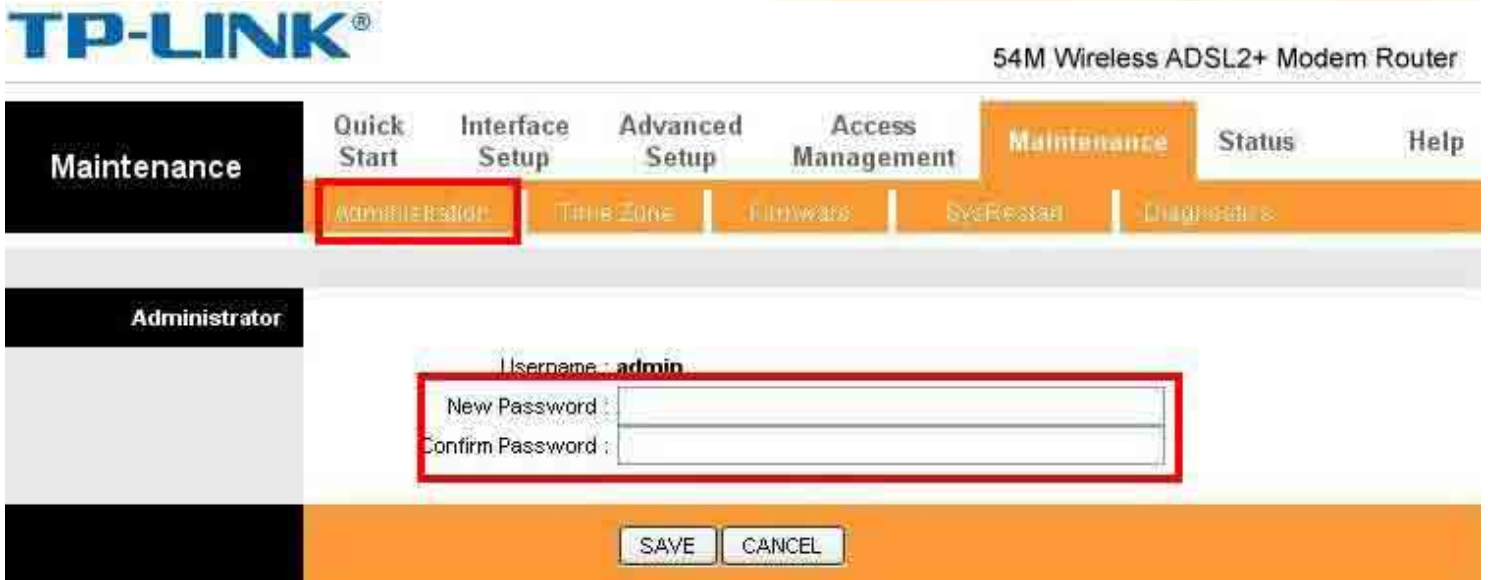 TP-LINK®
54M Wireless ADSL2+ Modem Router
Maintenance
Quick Start
Interface Setup
Advanced Setup
Access Management
Maintenance
Status
Help
Administration
Time Zone
Firmware
SysRestart
Diagnostics
Administrator
Username : admin
New Password :
Confirm Password :
SAVE
CANCEL